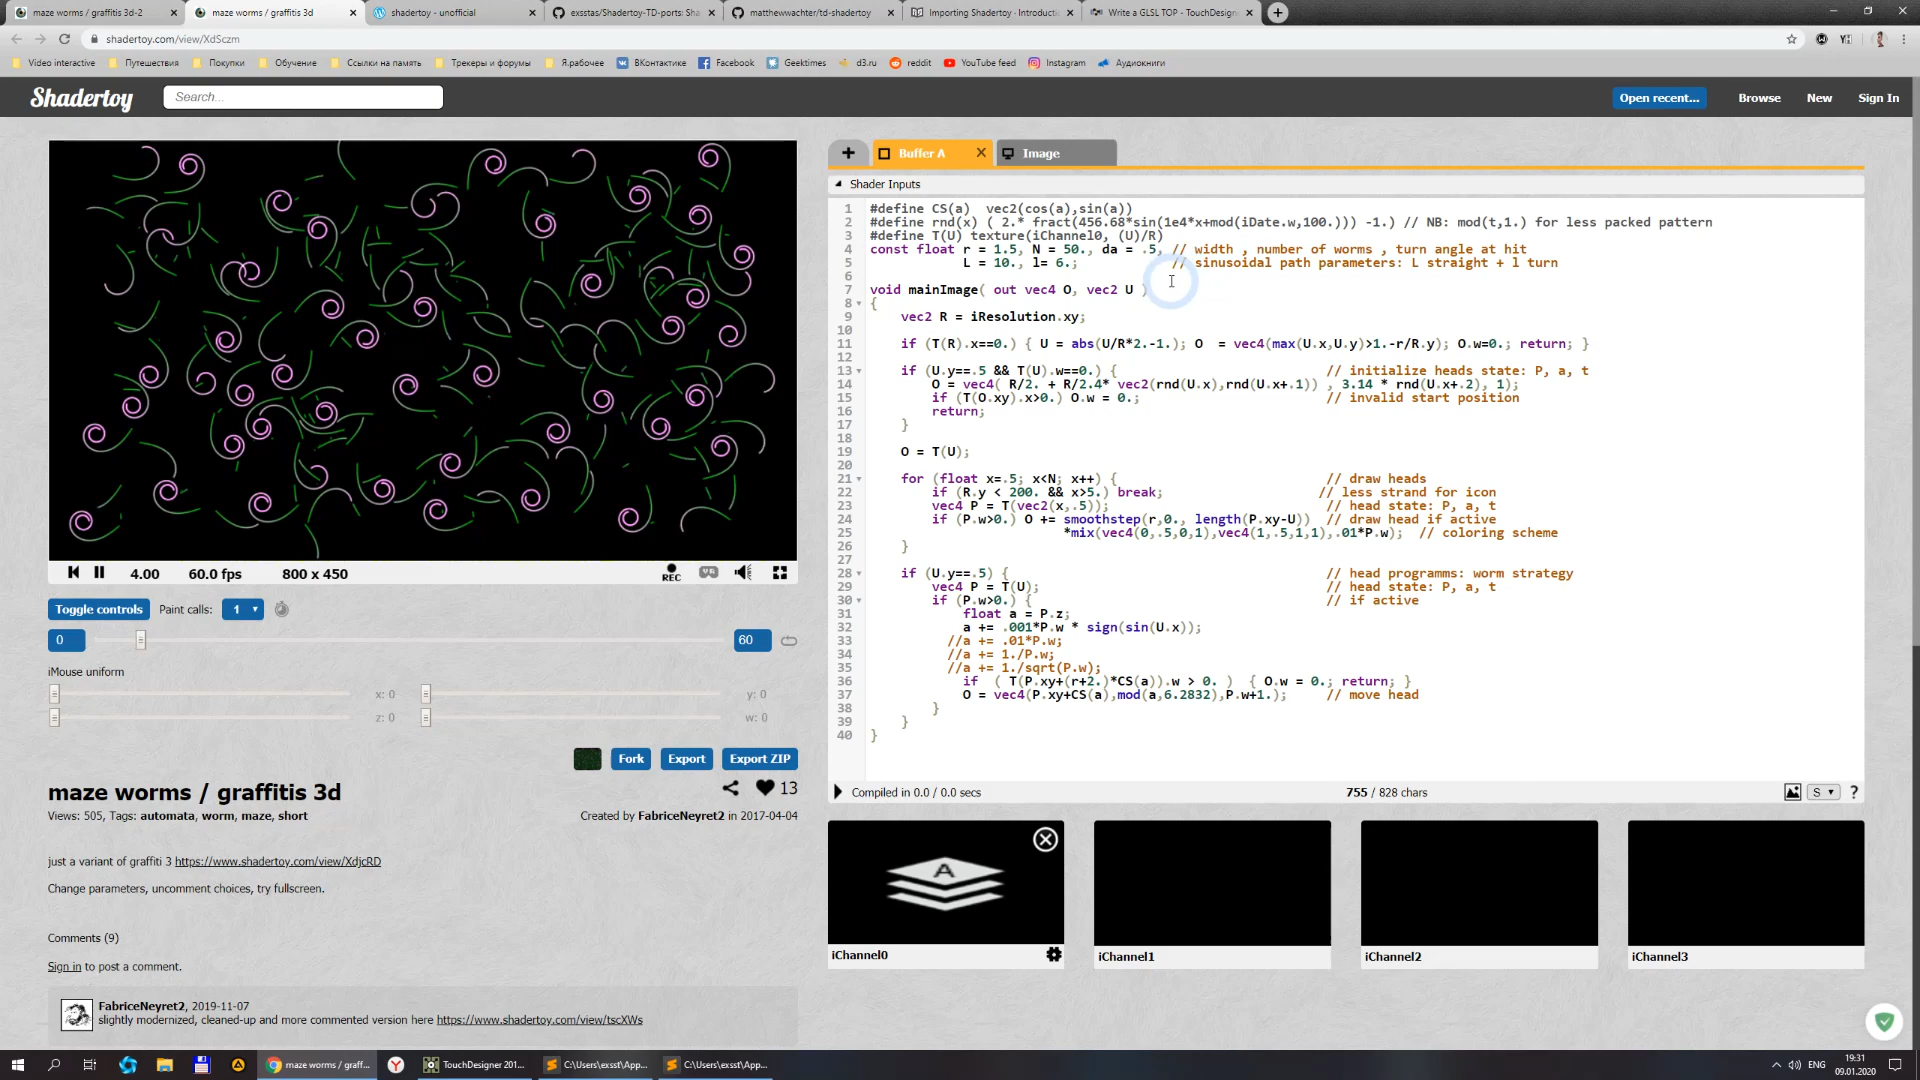 maze worms / graffitis 3d-2
maze worms / graffitis 3d
shadertoy - unofficial
exsstas/Shadertoy-TD-ports: Sha
matthewwachter/td-shadertoy
Importing Shadertoy · Introducti
Write a GLSL TOP - TouchDesigne
shadertoy.com/view/XdSczm
Video interactive
Путешествия
Покупки
Обучение
Ссылки на память
Трекеры и форумы
Я.рабочее
ВКонтактике
Facebook
Geektimes
d3.ru
reddit
YouTube feed
Instagram
Аудиокниги
Shadertoy
Search...
Open recent...
Browse
New
Sign In
Buffer A
Image
Shader Inputs
1 #define CS(a)  vec2(cos(a),sin(a))
2 #define rnd(x) ( 2.* fract(456.68*sin(1e4*x+mod(iDate.w,100.))) -1.) // NB: mod(t,1.) for less packed pattern
3 #define T(U) texture(iChannel0, (U)/R)
4 const float r = 1.5, N = 50., da = .5, // width , number of worms , turn angle at hit
5 L = 10., l= 6.; // sinusoidal path parameters: L straight + l turn
6
7 void mainImage( out vec4 O, vec2 U )
8 {
9 vec2 R = iResolution.xy;
10
11 if (T(R).x==0.) { U = abs(U/R*2.-1.); O  = vec4(max(U.x,U.y)>1.-r/R.y); O.w=0.; return; }
12
13 if (U.y==.5 && T(U).w==0.) { // initialize heads state: P, a, t
14 O = vec4( R/2. + R/2.4* vec2(rnd(U.x),rnd(U.x+.1)) , 3.14 * rnd(U.x+.2), 1);
15 if (T(O.xy).x>0.) O.w = 0.; // invalid start position
16 return;
17 }
18
19 O = T(U);
20
21 for (float x=.5; x<N; x++) { // draw heads
22 if (R.y < 200. && x>5.) break; // less strand for icon
23 vec4 P = T(vec2(x,.5)); // head state: P, a, t
24 if (P.w>0.) O += smoothstep(r,0., length(P.xy-U)) // draw head if active
25 *mix(vec4(0,.5,0,1),vec4(1,.5,1,1),.01*P.w); // coloring scheme
26 }
27
28 if (U.y==.5) { // head programms: worm strategy
29 vec4 P = T(U); // head state: P, a, t
30 if (P.w>0.) { // if active
31 float a = P.z;
32 a += .001*P.w * sign(sin(U.x));
33 //a += .01*P.w;
34 //a += 1./P.w;
35 //a += 1./sqrt(P.w);
36 if  ( T(P.xy+(r+2.)*CS(a)).w > 0. )  { O.w = 0.; return; }
37 O = vec4(P.xy+CS(a),mod(a,6.2832),P.w+1.); // move head
38 }
39 }
40 }
4.00
60.0 fps
800 x 450
REC
VR
Toggle controls
Paint calls:
1
0
60
iMouse uniform
x: 0
y: 0
z: 0
w: 0
Fork
Export
Export ZIP
maze worms / graffitis 3d
13
Views: 505, Tags: automata, worm, maze, short
Created by FabriceNeyret2 in 2017-04-04
just a variant of graffiti 3 https://www.shadertoy.com/view/XdjcRD
Change parameters, uncomment choices, try fullscreen.
Comments (9)
Sign in to post a comment.
FabriceNeyret2, 2019-11-07
slightly modernized, cleaned-up and more commented version here https://www.shadertoy.com/view/tscXWs
Compiled in 0.0 / 0.0 secs
755 / 828 chars
S
?
A
iChannel0
iChannel1
iChannel2
iChannel3
maze worms / graff...
TouchDesigner 201...
C:\Users\exsst\App...
C:\Users\exsst\App...
ENG
19:31
09.01.2020